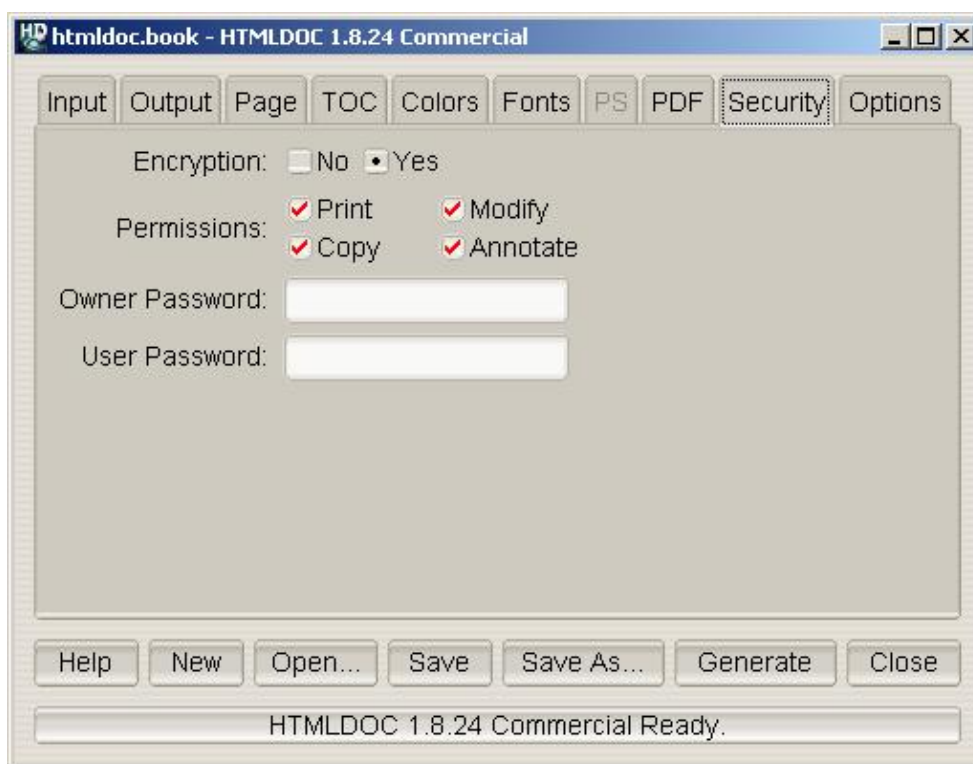 HD htmldoc.book - HTMLDOC 1.8.24 Commercial
Input Output Page TOC Colors Fonts PS PDF Security Options
Encryption: No Yes
Permissions: Print Modify
Copy Annotate
Owner Password:
User Password:
Help New Open... Save Save As... Generate Close
HTMLDOC 1.8.24 Commercial Ready.